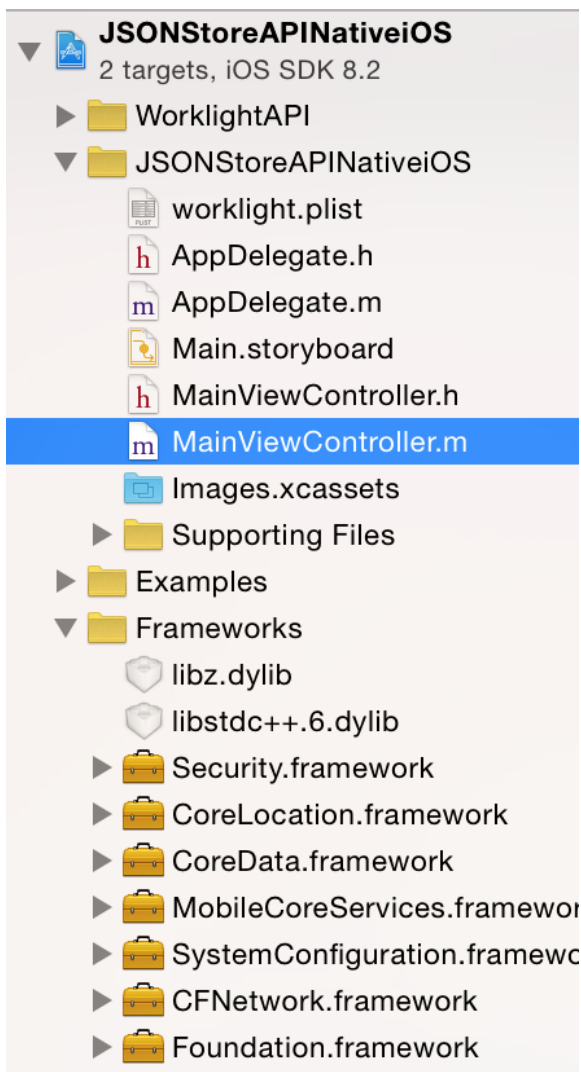 JSONStoreAPINativeiOS
2 targets, iOS SDK 8.2
WorklightAPI
JSONStoreAPINativeiOS
PLIST worklight.plist
h AppDelegate.h
m AppDelegate.m
Main.storyboard
h MainViewController.h
m MainViewController.m
Images.xcassets
Supporting Files
Examples
Frameworks
libz.dylib
libstdc++.6.dylib
Security.framework
CoreLocation.framework
CoreData.framework
MobileCoreServices.framewor
SystemConfiguration.framewo
CFNetwork.framework
Foundation.framework